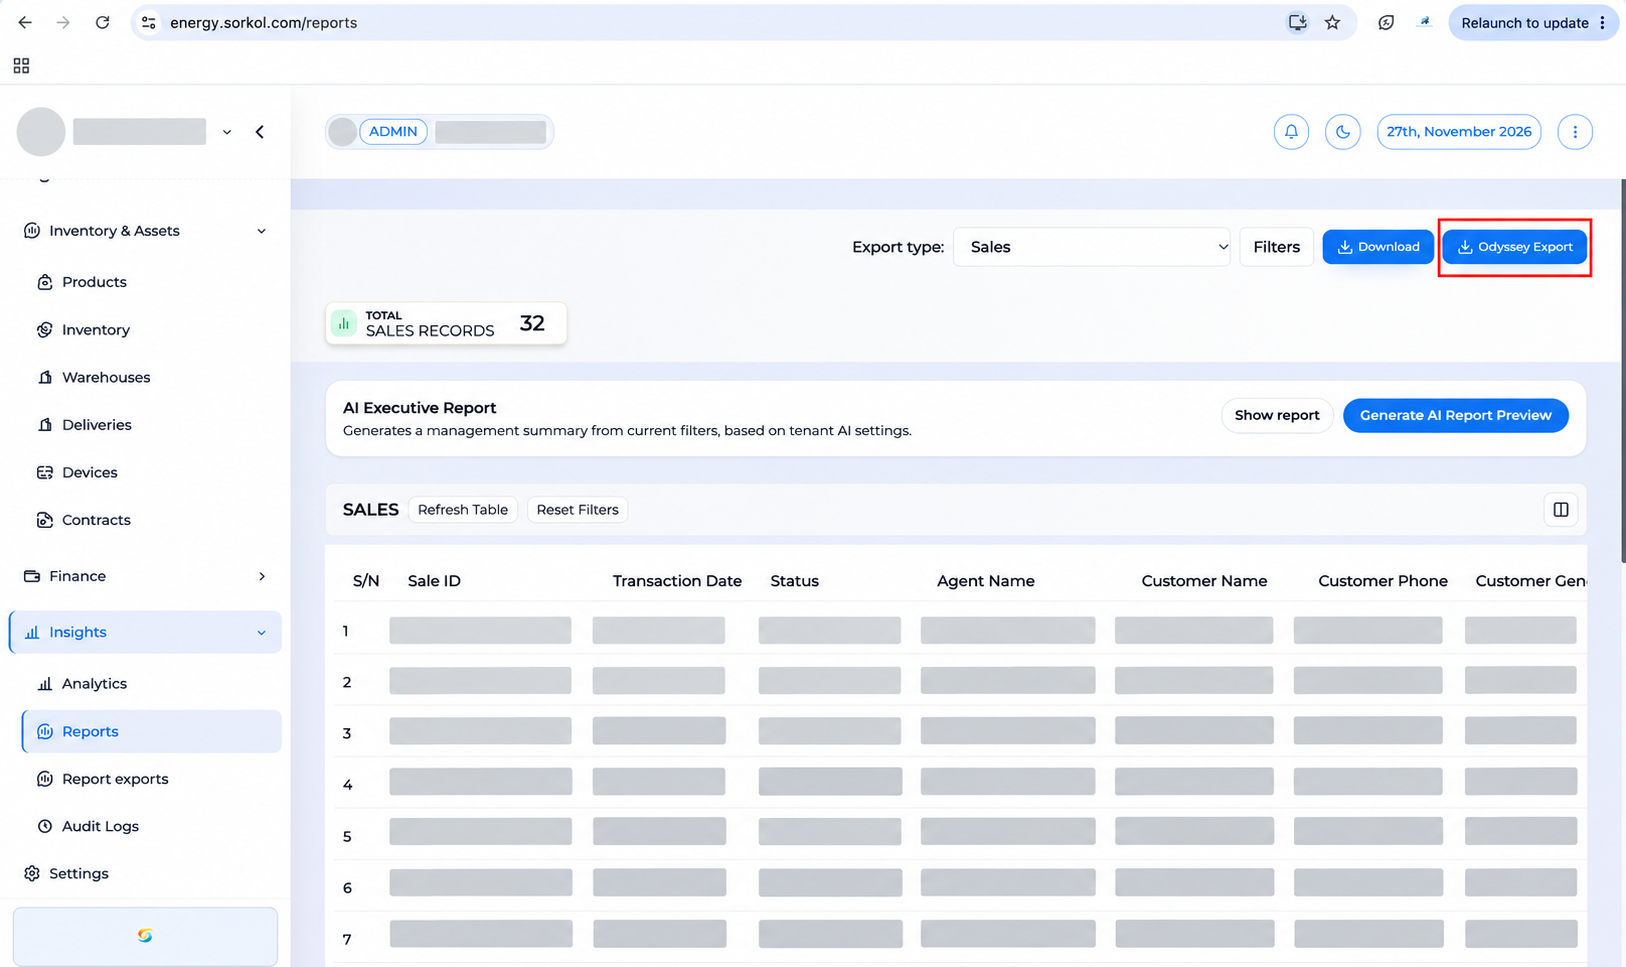 energy.sorkol.com/reports
Relaunch to update
ADMIN
27th, November 2026
Inventory & Assets
Products
Inventory
Warehouses
Deliveries
Devices
Contracts
Finance
Insights
Analytics
Reports
Report exports
Audit Logs
Settings
Export type:
Sales
Filters
Download
Odyssey Export
TOTAL
SALES RECORDS
32
AI Executive Report
Generates a management summary from current filters, based on tenant AI settings.
Show report
Generate AI Report Preview
SALES
Refresh Table
Reset Filters
S/N Sale ID Transaction Date Status Agent Name Customer Name Customer Phone Customer Gen
1
2
3
4
5
6
7